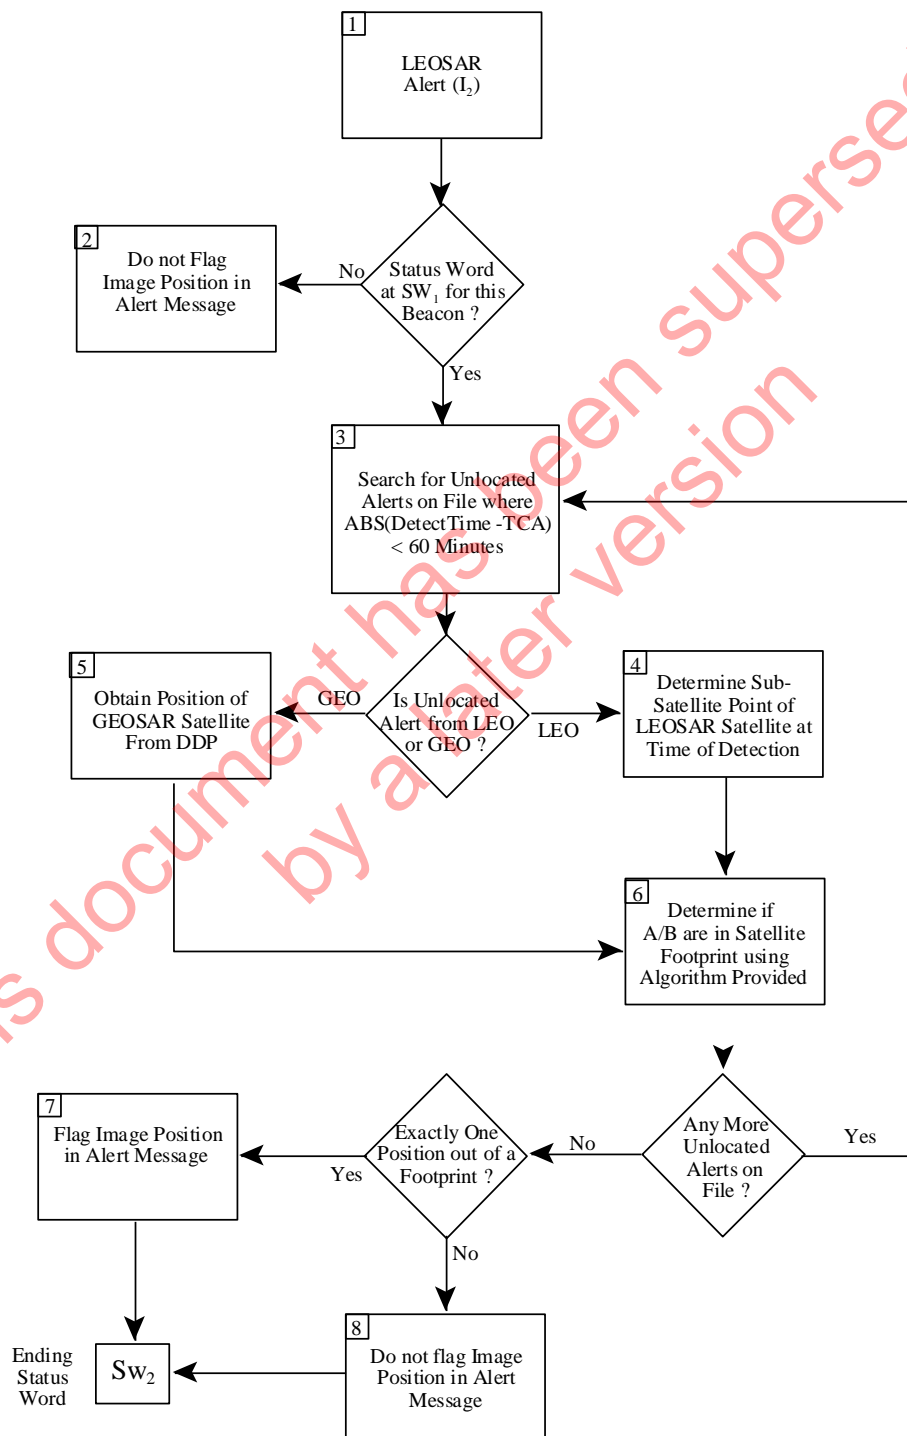 1
LEOSAR
Alert (I2)
2
Do not Flag
Image Position in
Alert Message
No
Status Word
at SW1 for this
Beacon ?
Yes
3
Search for Unlocated
Alerts on File where
ABS(DetectTime -TCA)
< 60 Minutes
5
Obtain Position of
GEOSAR Satellite
From DDP
GEO
Is Unlocated
Alert from LEO
or GEO ?
LEO
4
Determine Sub-
Satellite Point of
LEOSAR Satellite at
Time of Detection
6
Determine if
A/B are in Satellite
Footprint using
Algorithm Provided
7
Flag Image Position
in Alert Message
Yes
Exactly One
Position out of a
Footprint ?
No
Any More
Unlocated
Alerts on
File ?
Yes
No
8
Do not flag Image
Position in Alert
Message
Ending
Status
Word
Sw2
is document has been supersed
by a later version